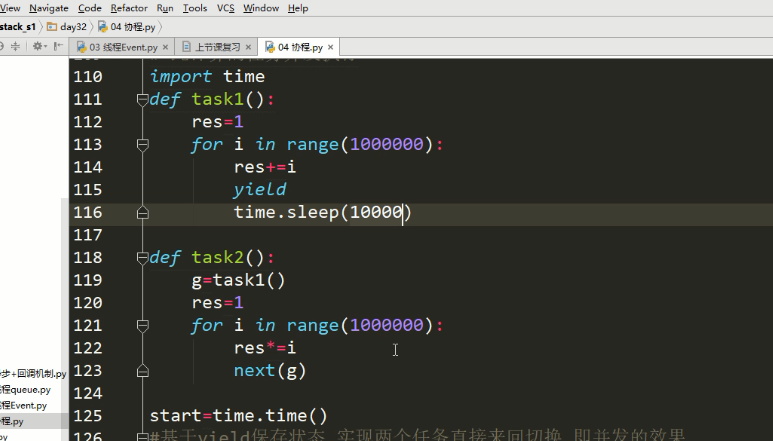 View Navigate Code Refactor Run Tools VCS Window Help
stack_s1 day32 04 协程.py
03 线程Event.py × 上节课复习 × 04 协程.py ×
110 import time
111 def task1():
112 res=1
113 for i in range(1000000):
114 res+=i
115 yield
116 time.sleep(10000)
117
118 def task2():
119 g=task1()
120 res=1
121 for i in range(1000000):
122 res*=i
123 next(g)
124
125 start=time.time()
126 #基于yield保存状态,实现两个任务直接来回切换,即并发的效果
步+回调机制.py
程queue.py
程Event.py
程.py
py